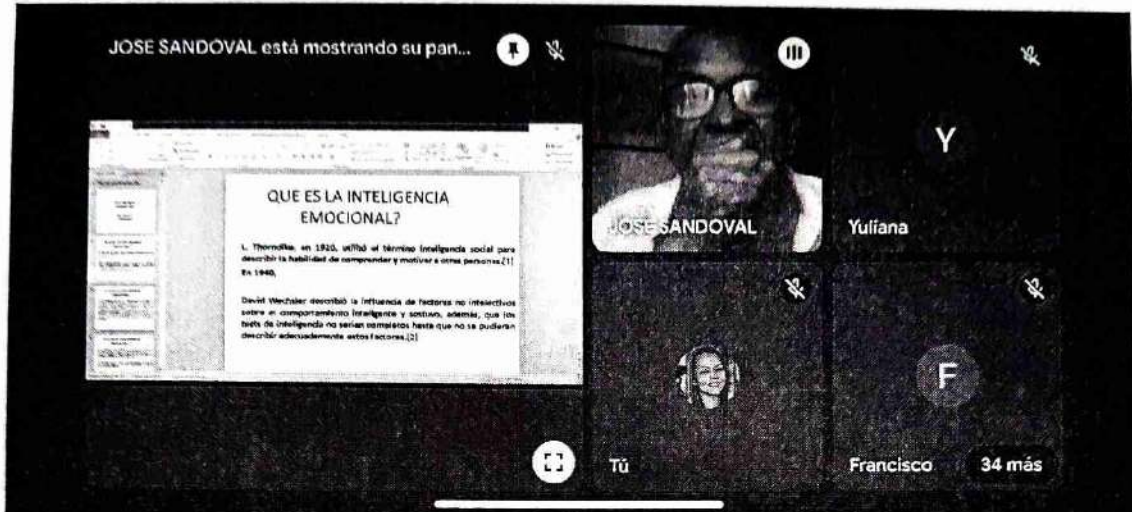 JOSE SANDOVAL está mostrando su pan...
QUE ES LA INTELIGENCIA
EMOCIONAL?
L. Thorndike, en 1920, utilizó el término inteligencia social para
describir la habilidad de comprender y motivar a otras personas.[1]
En 1940,
David Wechsler describió la influencia de factores no intelectivos
sobre el comportamiento inteligente y sostuvo, además, que los
tests de inteligencia no serían completos hasta que no se pudieran
describir adecuadamente estos factores.[2]
JOSE SANDOVAL
Y
Yuliana
Tú
F
Francisco
34 más